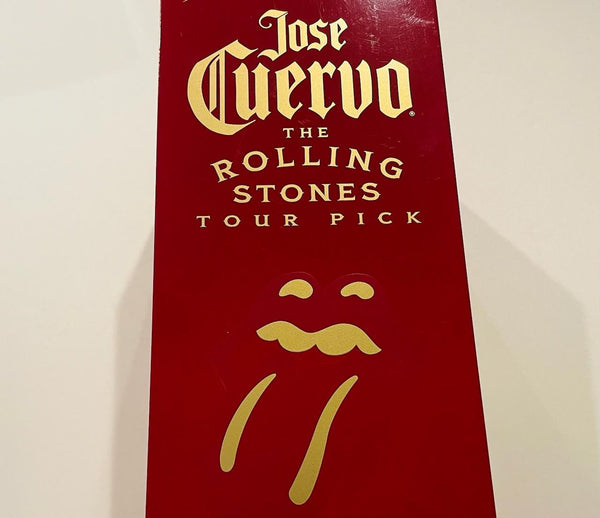 Jose
Cuervo®
THE
ROLLING
STONES
TOUR PICK